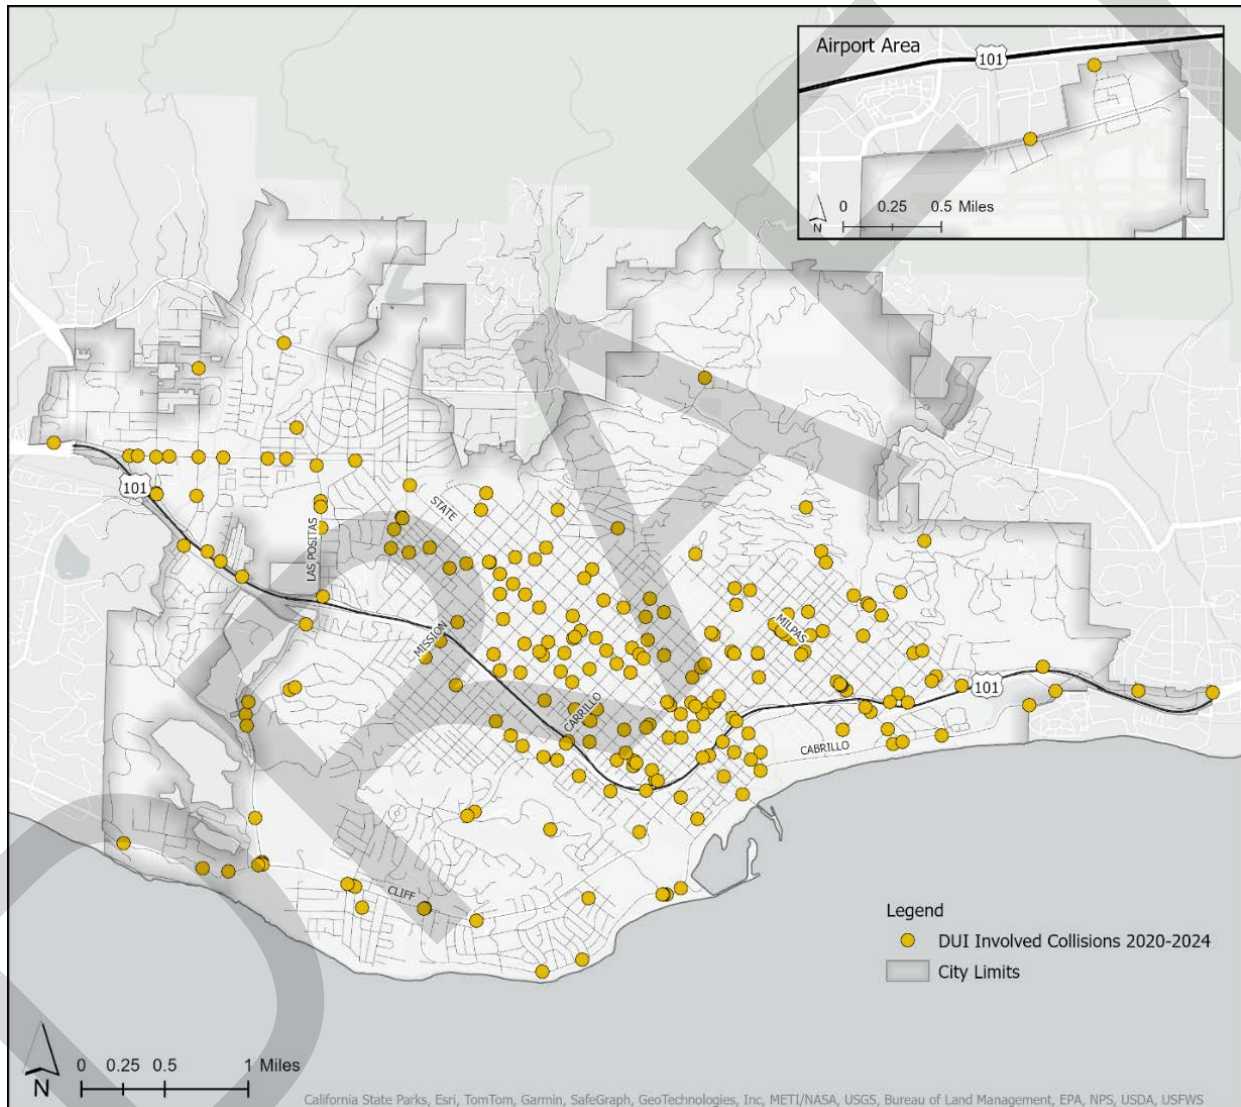 Airport Area
101
0 0.25 0.5 Miles
N
101
STATE
LAS POSITAS
MISSION
MILPAS
CARRILLO
101
CABRILLO
CLIFF
Legend
DUI Involved Collisions 2020-2024
City Limits
0 0.25 0.5 1 Miles
N
California State Parks, Esri, TomTom, Garmin, SafeGraph, GeoTechnologies, Inc, METI/NASA, USGS, Bureau of Land Management, EPA, NPS, USDA, USFWS
DRAFT